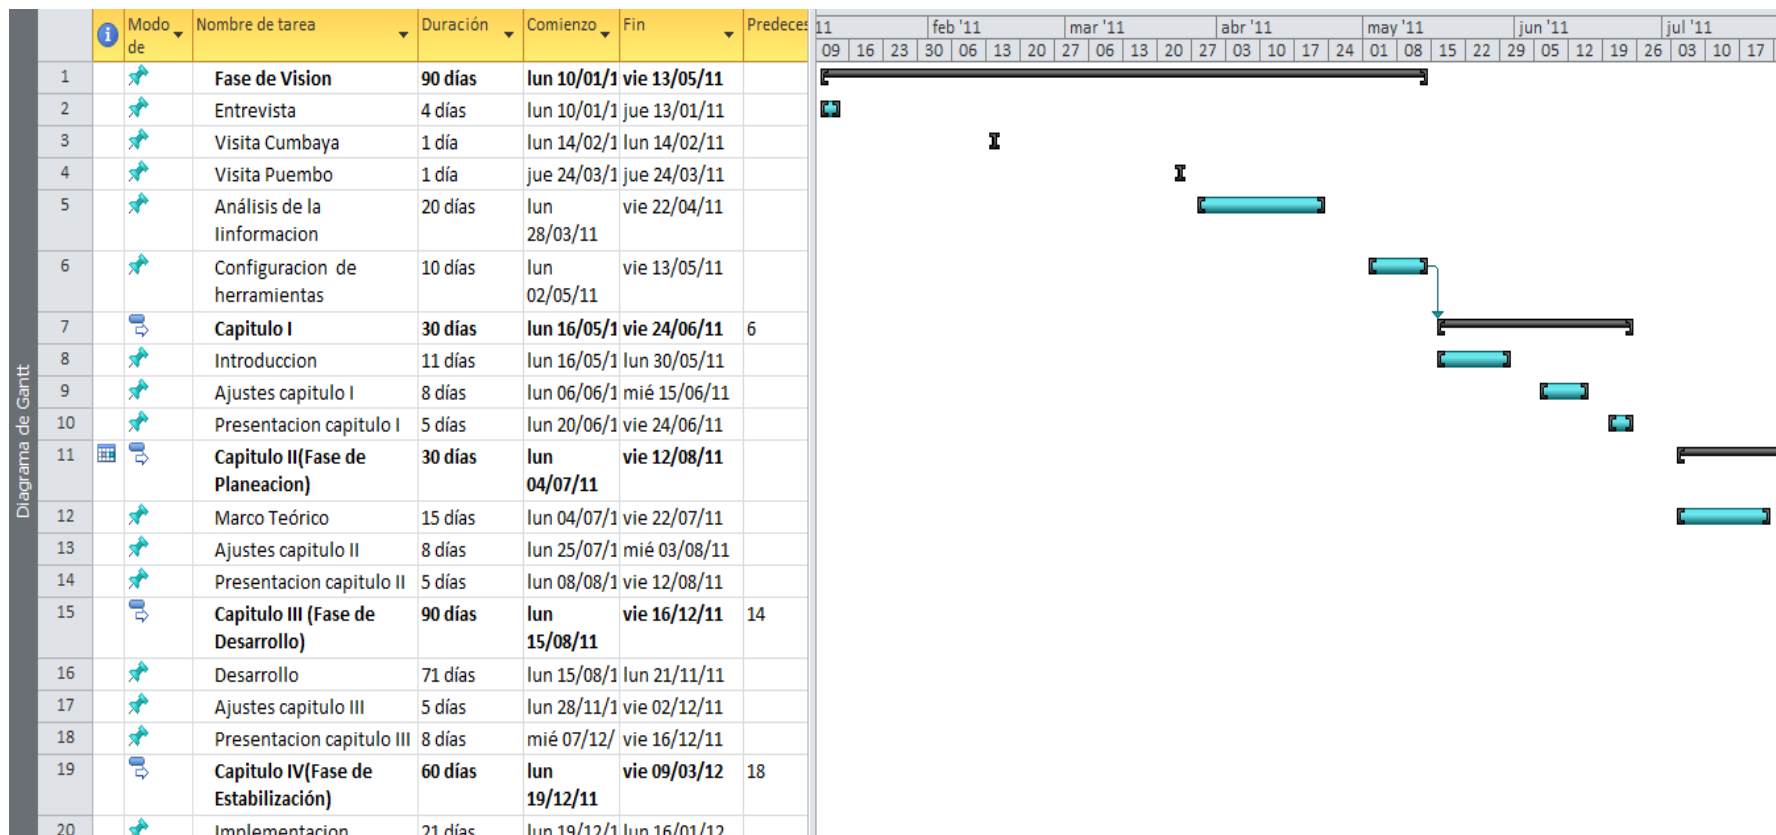 Modo de Nombre de tarea Duración Comienzo Fin Predeces
11 feb '11 mar '11 abr '11 may '11 jun '11 jul '11
09 16 23 30 06 13 20 27 06 13 20 27 03 10 17 24 01 08 15 22 29 05 12 19 26 03 10 17
1 Fase de Vision 90 días lun 10/01/1 vie 13/05/11
2 Entrevista 4 días lun 10/01/1 jue 13/01/11
3 Visita Cumbaya 1 día lun 14/02/1 lun 14/02/11
4 Visita Puembo 1 día jue 24/03/1 jue 24/03/11
5 Análisis de la Iinformacion 20 días lun 28/03/11 vie 22/04/11
6 Configuracion de herramientas 10 días lun 02/05/11 vie 13/05/11
7 Capitulo I 30 días lun 16/05/1 vie 24/06/11 6
8 Introduccion 11 días lun 16/05/1 lun 30/05/11
9 Ajustes capitulo I 8 días lun 06/06/1 mié 15/06/11
10 Presentacion capitulo I 5 días lun 20/06/1 vie 24/06/11
11 Capitulo II(Fase de Planeacion) 30 días lun 04/07/11 vie 12/08/11
12 Marco Teórico 15 días lun 04/07/1 vie 22/07/11
13 Ajustes capitulo II 8 días lun 25/07/1 mié 03/08/11
14 Presentacion capitulo II 5 días lun 08/08/1 vie 12/08/11
15 Capitulo III (Fase de Desarrollo) 90 días lun 15/08/11 vie 16/12/11 14
16 Desarrollo 71 días lun 15/08/1 lun 21/11/11
17 Ajustes capitulo III 5 días lun 28/11/1 vie 02/12/11
18 Presentacion capitulo III 8 días mié 07/12/ vie 16/12/11
19 Capitulo IV(Fase de Estabilización) 60 días lun 19/12/11 vie 09/03/12 18
20 Implementacion 21 días lun 19/12/1 lun 16/01/12
Diagrama de Gantt